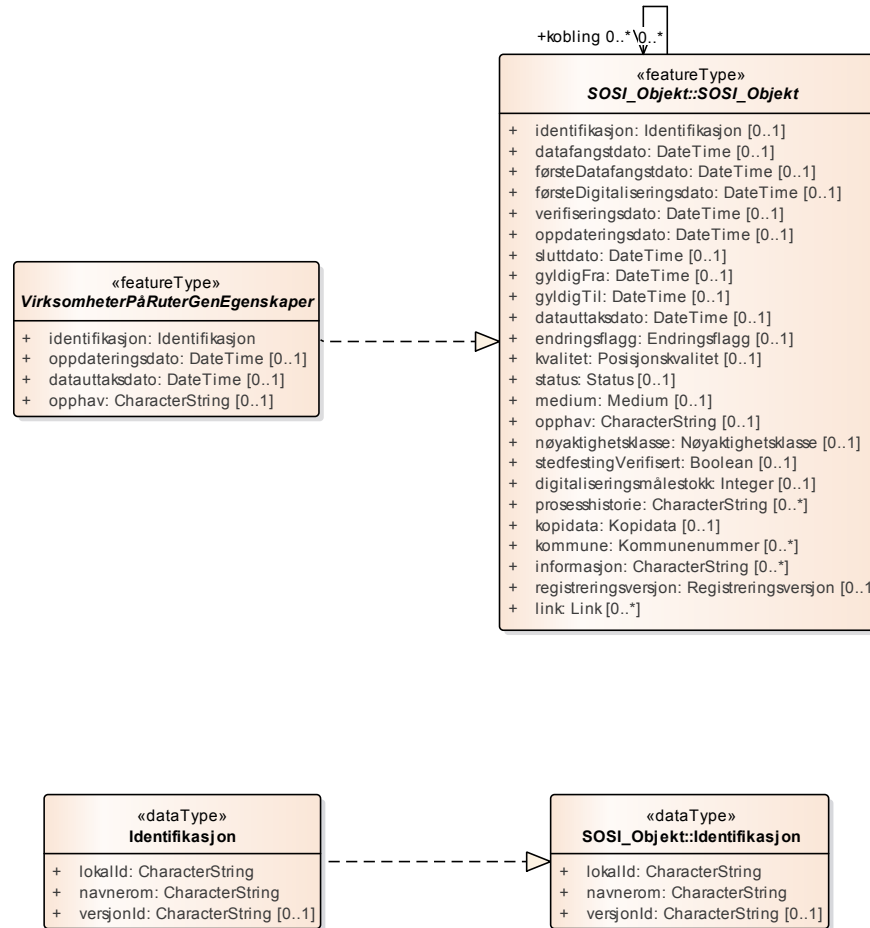 +kobling 0..* \0..*
«featureType»
SOSI_Objekt::SOSI_Objekt
+ identifikasjon: Identifikasjon [0..1]
+ datafangstdato: DateTime [0..1]
+ førsteDatafangstdato: DateTime [0..1]
+ førsteDigitaliseringsdato: DateTime [0..1]
+ verifiseringsdato: DateTime [0..1]
+ oppdateringsdato: DateTime [0..1]
+ sluttdato: DateTime [0..1]
+ gyldigFra: DateTime [0..1]
+ gyldigTil: DateTime [0..1]
+ datauttaksdato: DateTime [0..1]
+ endringsflagg: Endringsflagg [0..1]
+ kvalitet: Posisjonskvalitet [0..1]
+ status: Status [0..1]
+ medium: Medium [0..1]
+ opphav: CharacterString [0..1]
+ nøyaktighetsklasse: Nøyaktighetsklasse [0..1]
+ stedfestingVerifisert: Boolean [0..1]
+ digitaliseringsmålestokk: Integer [0..1]
+ prosesshistorie: CharacterString [0..*]
+ kopidata: Kopidata [0..1]
+ kommune: Kommunenummer [0..*]
+ informasjon: CharacterString [0..*]
+ registreringsversjon: Registreringsversjon [0..1
+ link: Link [0..*]
«featureType»
VirksomheterPåRuterGenEgenskaper
+ identifikasjon: Identifikasjon
+ oppdateringsdato: DateTime [0..1]
+ datauttaksdato: DateTime [0..1]
+ opphav: CharacterString [0..1]
«dataType»
Identifikasjon
+ lokalId: CharacterString
+ navnerom: CharacterString
+ versjonId: CharacterString [0..1]
«dataType»
SOSI_Objekt::Identifikasjon
+ lokalId: CharacterString
+ navnerom: CharacterString
+ versjonId: CharacterString [0..1]